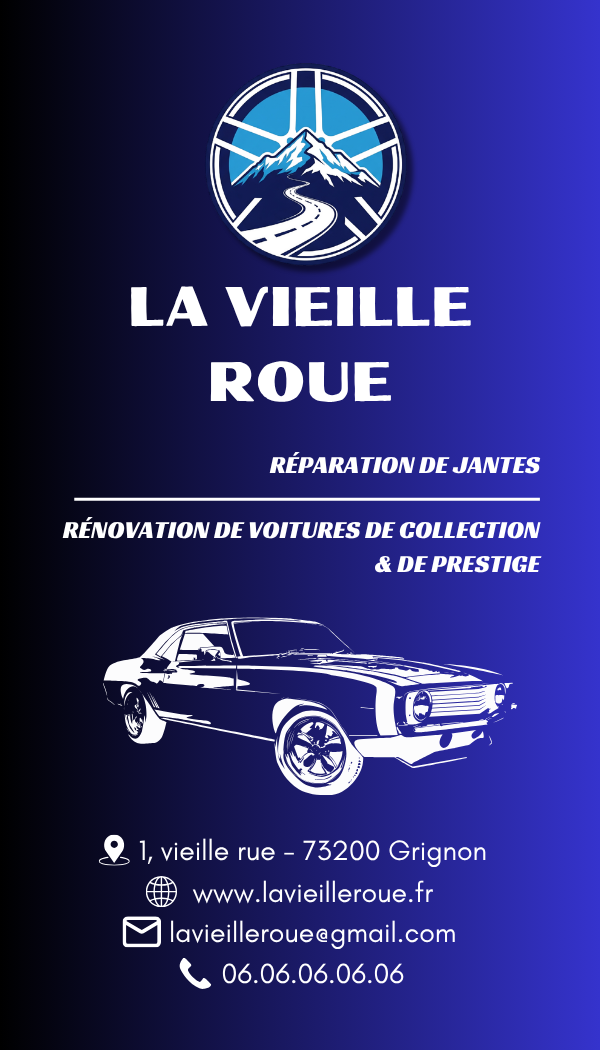 LA VIEILLE
ROUE
RÉPARATION DE JANTES
RÉNOVATION DE VOITURES DE COLLECTION
& DE PRESTIGE
1, vieille rue - 73200 Grignon
www.lavieilleroue.fr
lavieilleroue@gmail.com
06.06.06.06.06